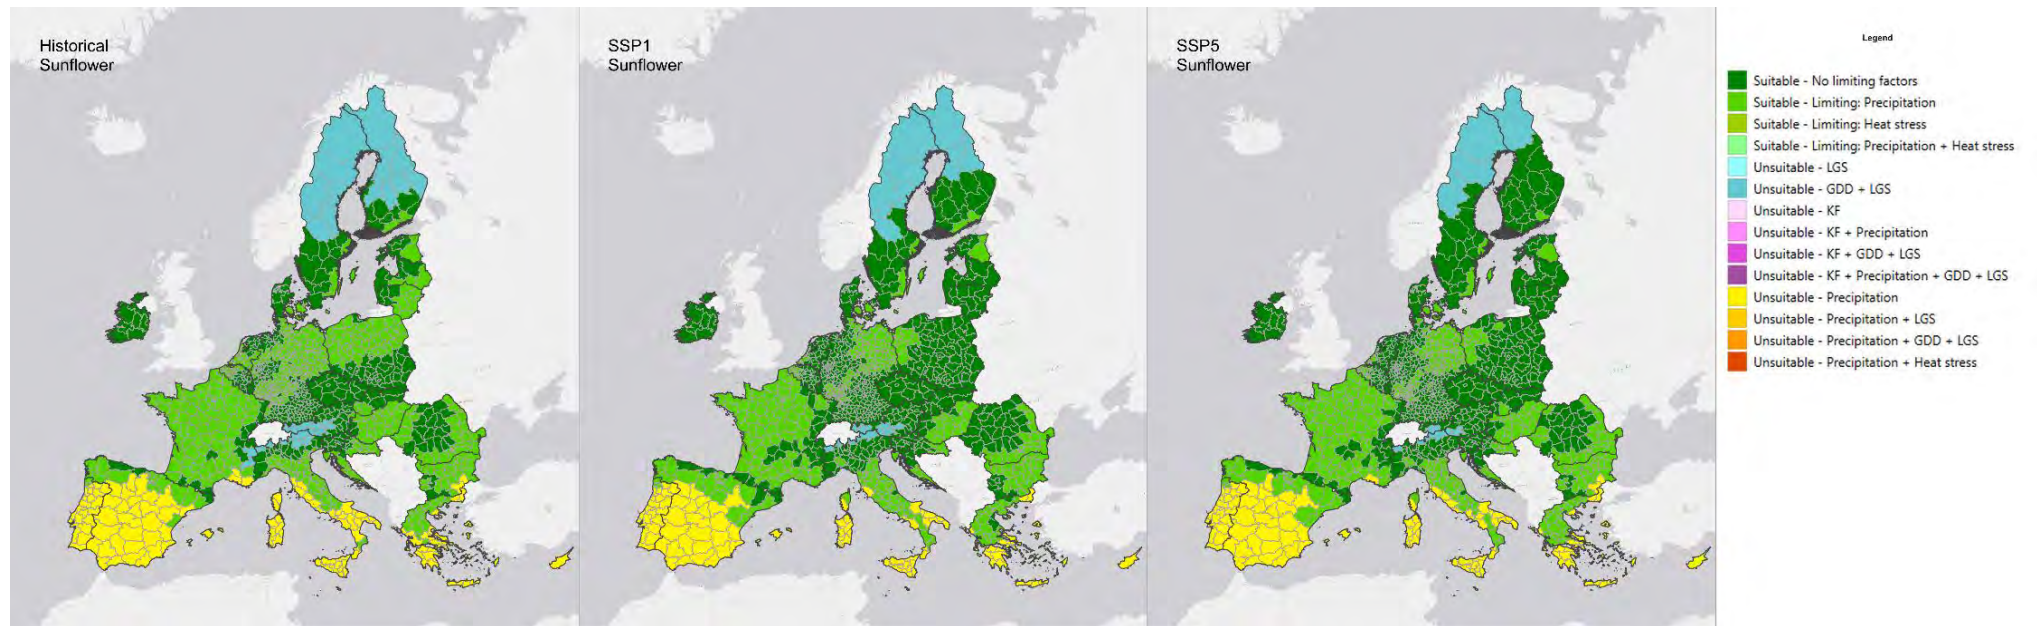 Historical
Sunflower
SSP1
Sunflower
SSP5
Sunflower
Legend
Suitable - No limiting factors
Suitable - Limiting: Precipitation
Suitable - Limiting: Heat stress
Suitable - Limiting: Precipitation + Heat stress
Unsuitable - LGS
Unsuitable - GDD + LGS
Unsuitable - KF
Unsuitable - KF + Precipitation
Unsuitable - KF + GDD + LGS
Unsuitable - KF + Precipitation + GDD + LGS
Unsuitable - Precipitation
Unsuitable - Precipitation + LGS
Unsuitable - Precipitation + GDD + LGS
Unsuitable - Precipitation + Heat stress